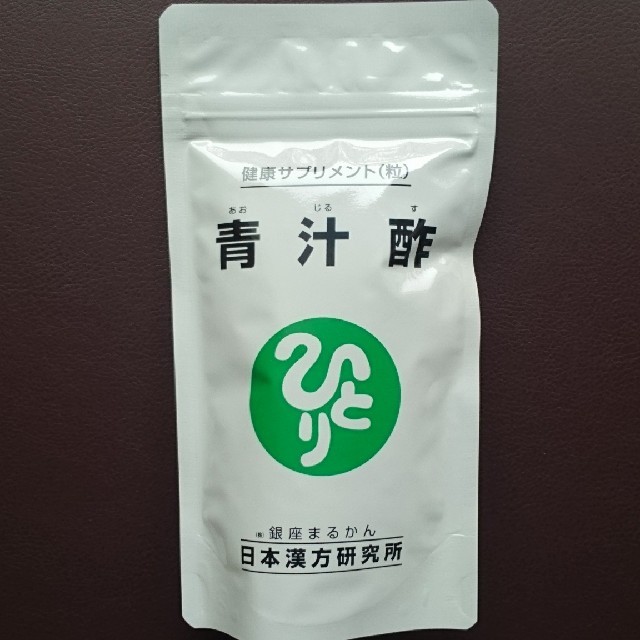 健康サプリメント(粒)
あお じる す
青汁酢
ひとり
(株)銀座まるかん
日本漢方研究所